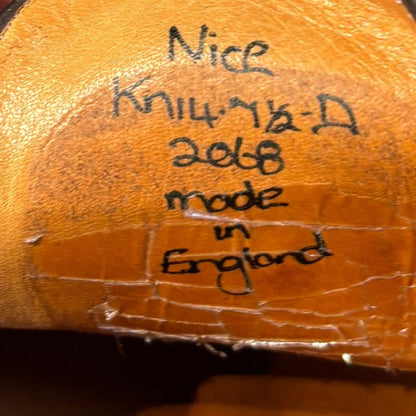 Nice
Kn14·7½-D
2068
made
in
England